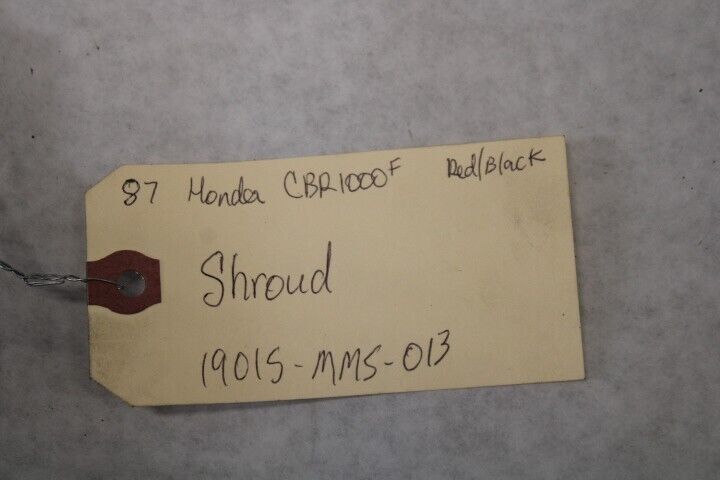 87 Honda CBR1000F Red/Black
Shroud
19015-MM5-013